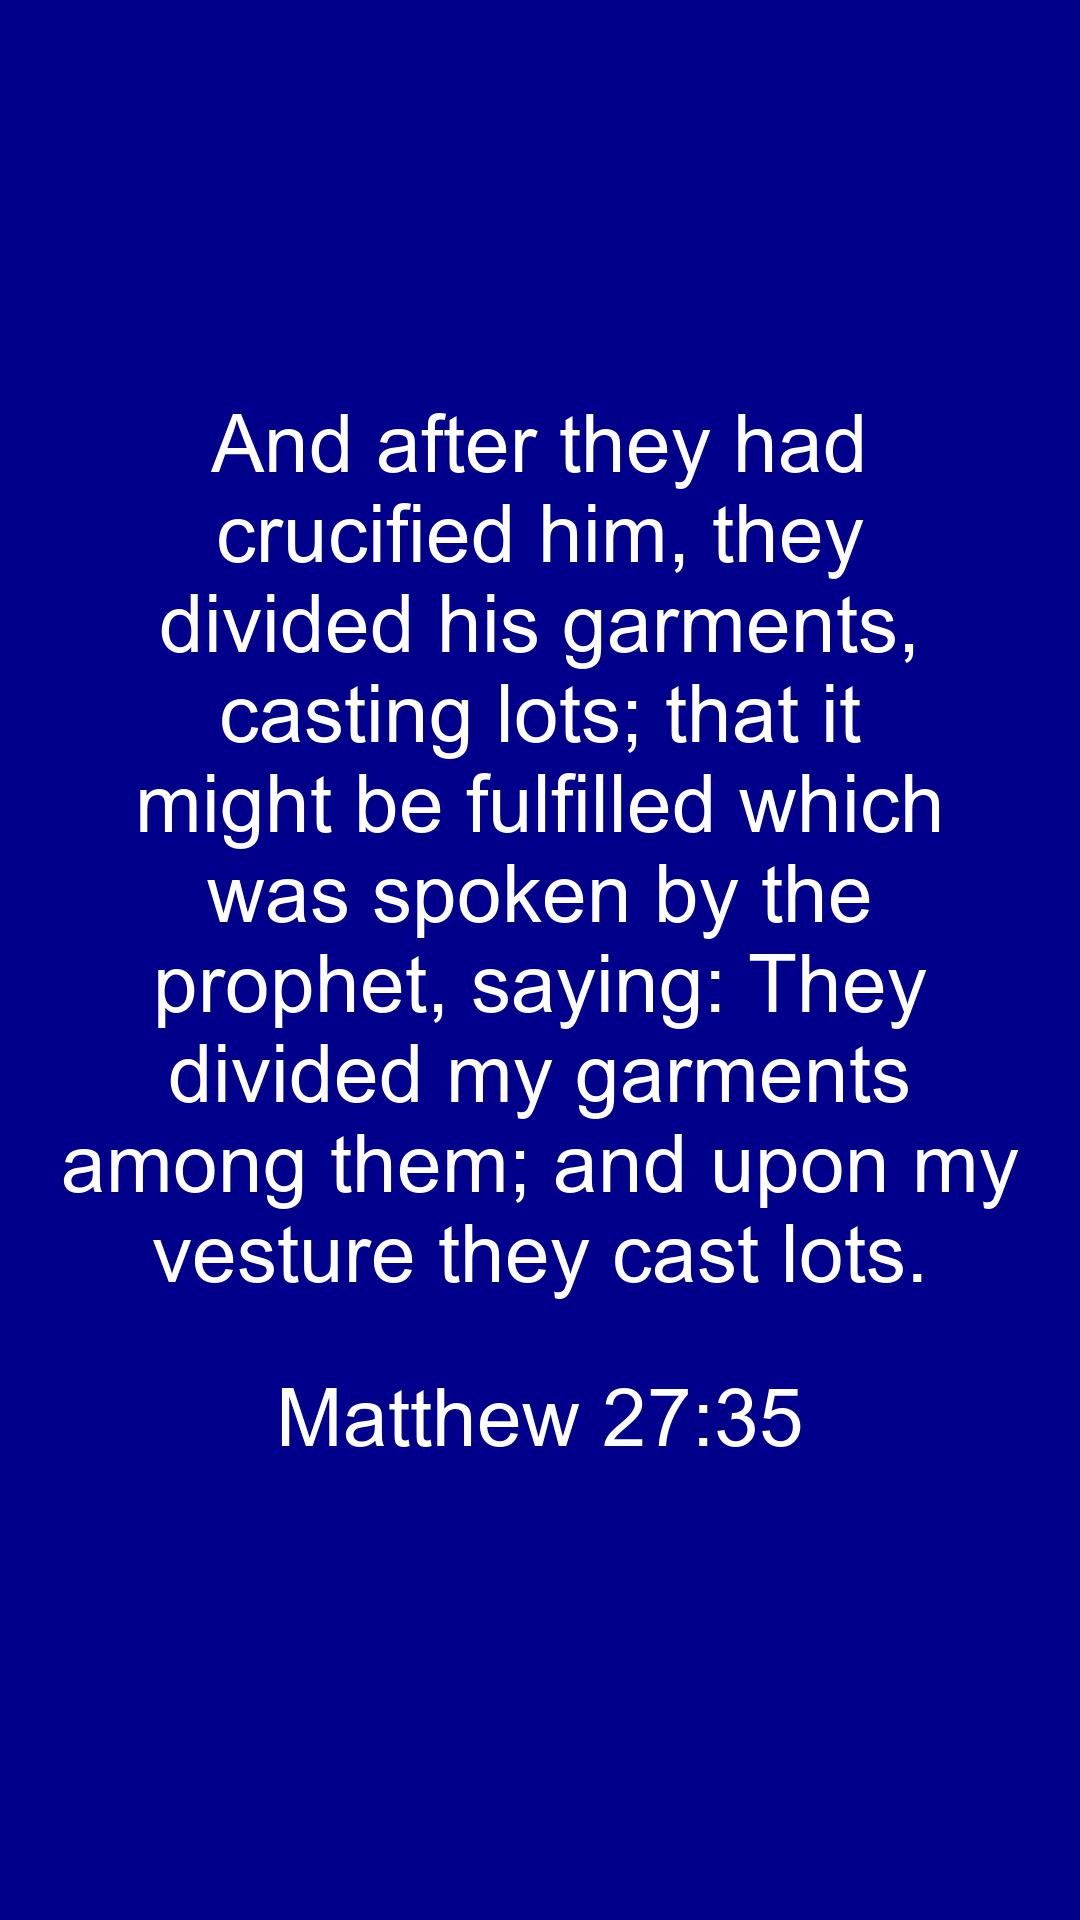 And after they had
crucified him, they
divided his garments,
casting lots; that it
might be fulfilled which
was spoken by the
prophet, saying: They
divided my garments
among them; and upon my
vesture they cast lots.
Matthew 27:35